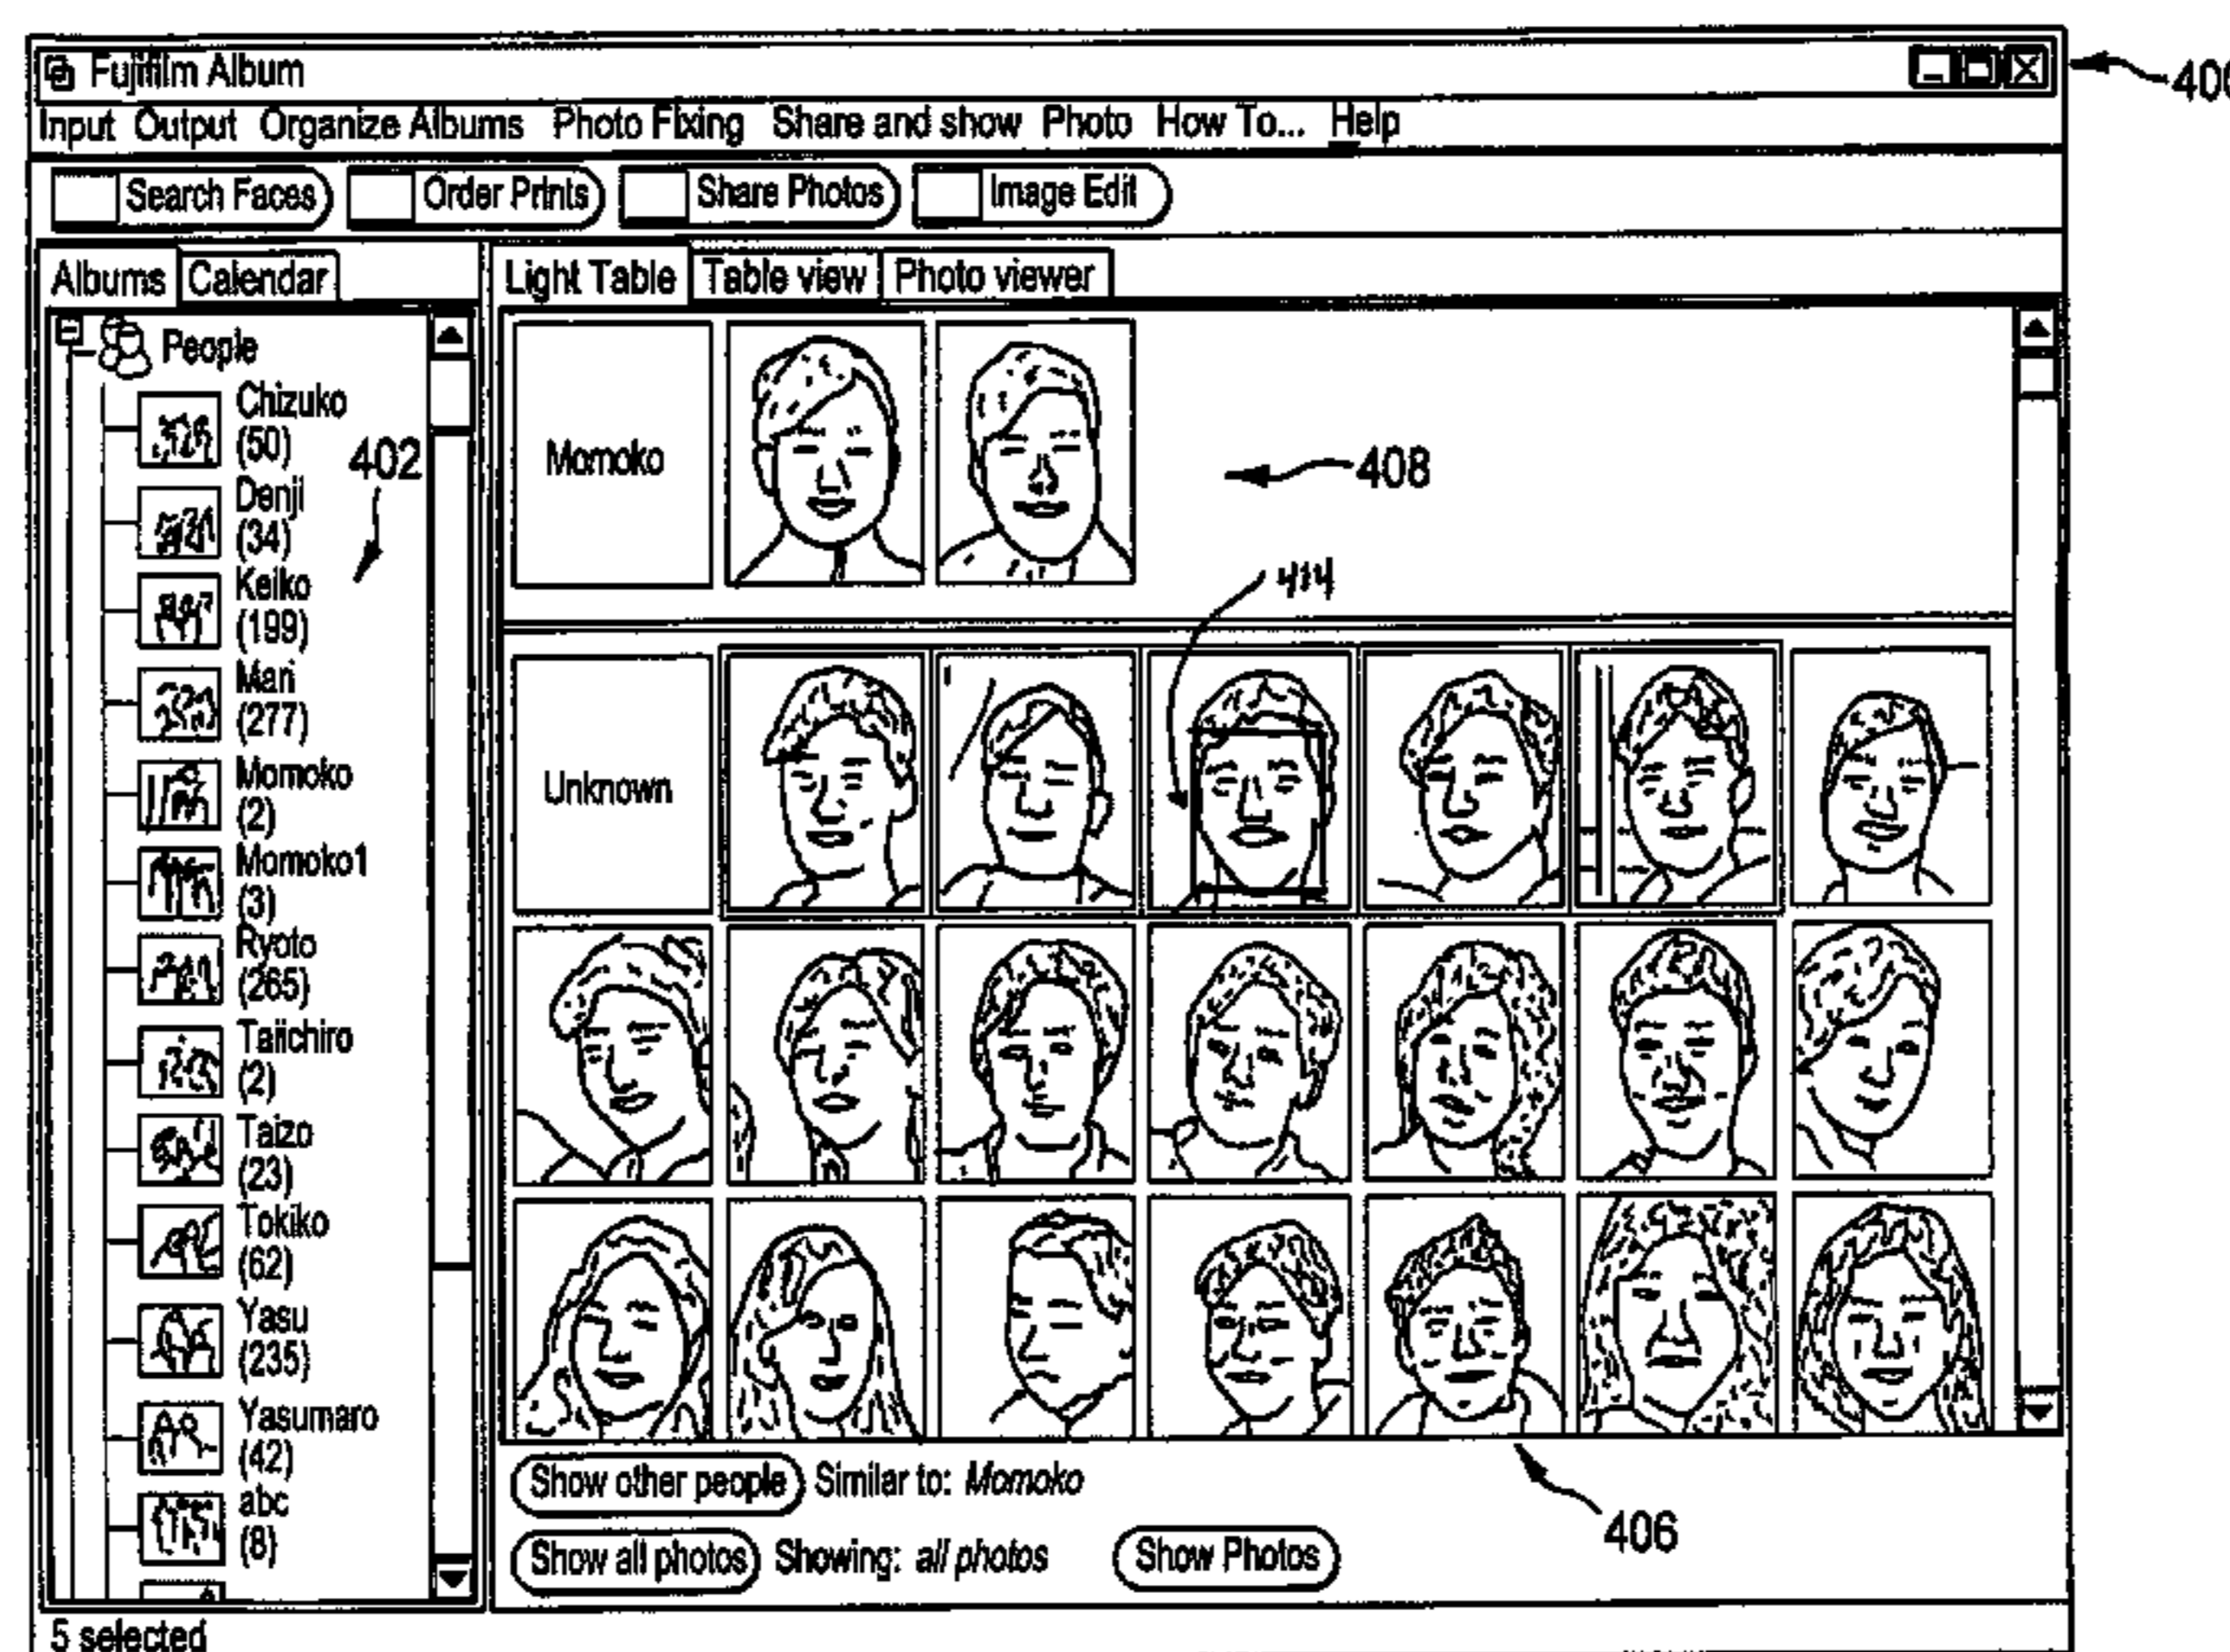 Fujifilm Album
400
Input Output Organize Albums Photo Fixing Share and show Photo How To... Help
Search Faces Order Prints Share Photos Image Edit
Albums Calendar
Light Table Table view Photo viewer
People
Chizuko
(50)
402
Denji
(34)
Keiko
(199)
Mari
(277)
Momoko
(2)
Momoko1
(3)
Ryoto
(265)
Taiichiro
(2)
Taizo
(23)
Tokiko
(62)
Yasu
(235)
Yasumaro
(42)
abc
(8)
Momoko
408
414
Unknown
406
Show other people Similar to: Momoko
Show all photos Showing: all photos Show Photos
5 selected